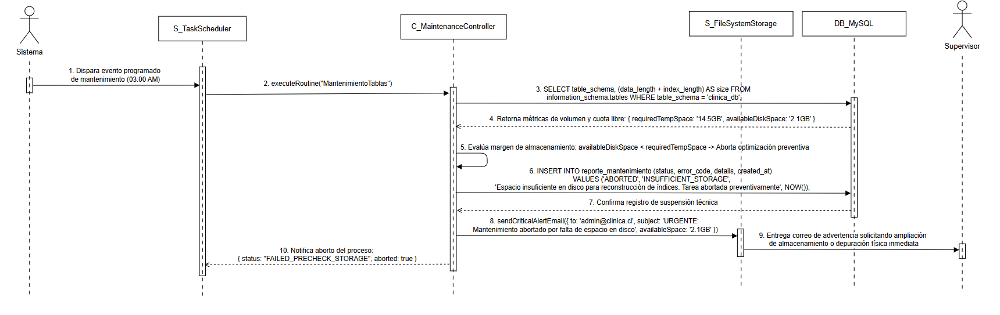 Sistema
S_TaskScheduler
C_MaintenanceController
S_FileSystemStorage
DB_MySQL
Supervisor
1. Dispara evento programado
de mantenimiento (03:00 AM)
2. executeRoutine("MantenimientoTablas")
3. SELECT table_schema, (data_length + index_length) AS size FROM
information_schema.tables WHERE table_schema = 'clinica_db';
4. Retorna métricas de volumen y cuota libre: { requiredTempSpace: '14.5GB', availableDiskSpace: '2.1GB' }
5. Evalúa margen de almacenamiento: availableDiskSpace < requiredTempSpace -> Aborta optimización preventiva
6. INSERT INTO reporte_mantenimiento (status, error_code, details, created_at)
VALUES ('ABORTED', 'INSUFFICIENT_STORAGE',
'Espacio insuficiente en disco para reconstrucción de índices. Tarea abortada preventivamente', NOW());
7. Confirma registro de suspensión técnica
8. sendCriticalAlertEmail({ to: 'admin@clinica.cl', subject: 'URGENTE:
Mantenimiento abortado por falta de espacio en disco', availableSpace: '2.1GB' })
9. Entrega correo de advertencia solicitando ampliación
de almacenamiento o depuración física inmediata
10. Notifica aborto del proceso:
{ status: "FAILED_PRECHECK_STORAGE", aborted: true }